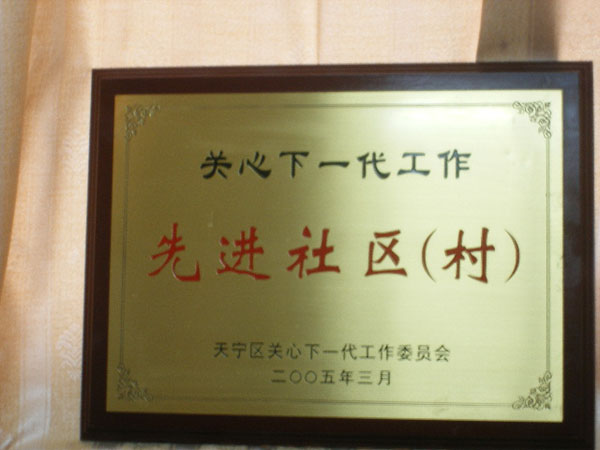 关心下一代工作
先进社区(村)
天宁区关心下一代工作委员会
二〇〇五年三月